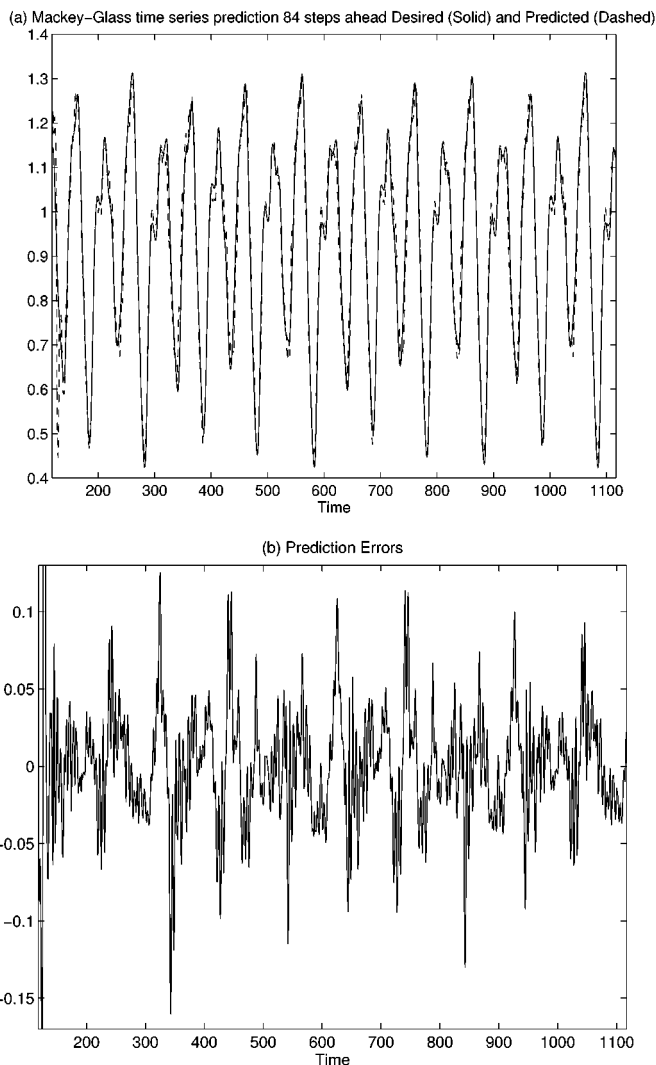 (a) Mackey-Glass time series prediction 84 steps ahead Desired (Solid) and Predicted (Dashed)
1.4
1.3
1.2
1.1
1
0.9
0.8
0.7
0.6
0.5
0.4
200 300 400 500 600 700 800 900 1000 1100
Time
(b) Prediction Errors
0.1
0.05
0
-0.05
-0.1
-0.15
200 300 400 500 600 700 800 900 1000 1100
Time